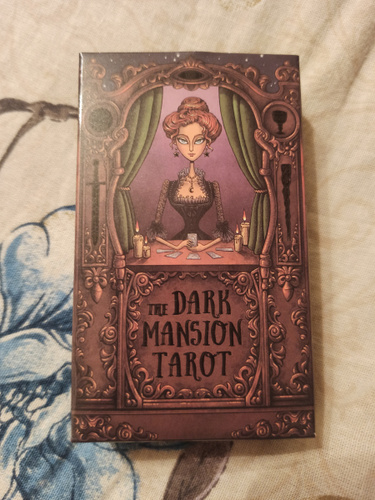 THE DARK
MANSION
TAROT